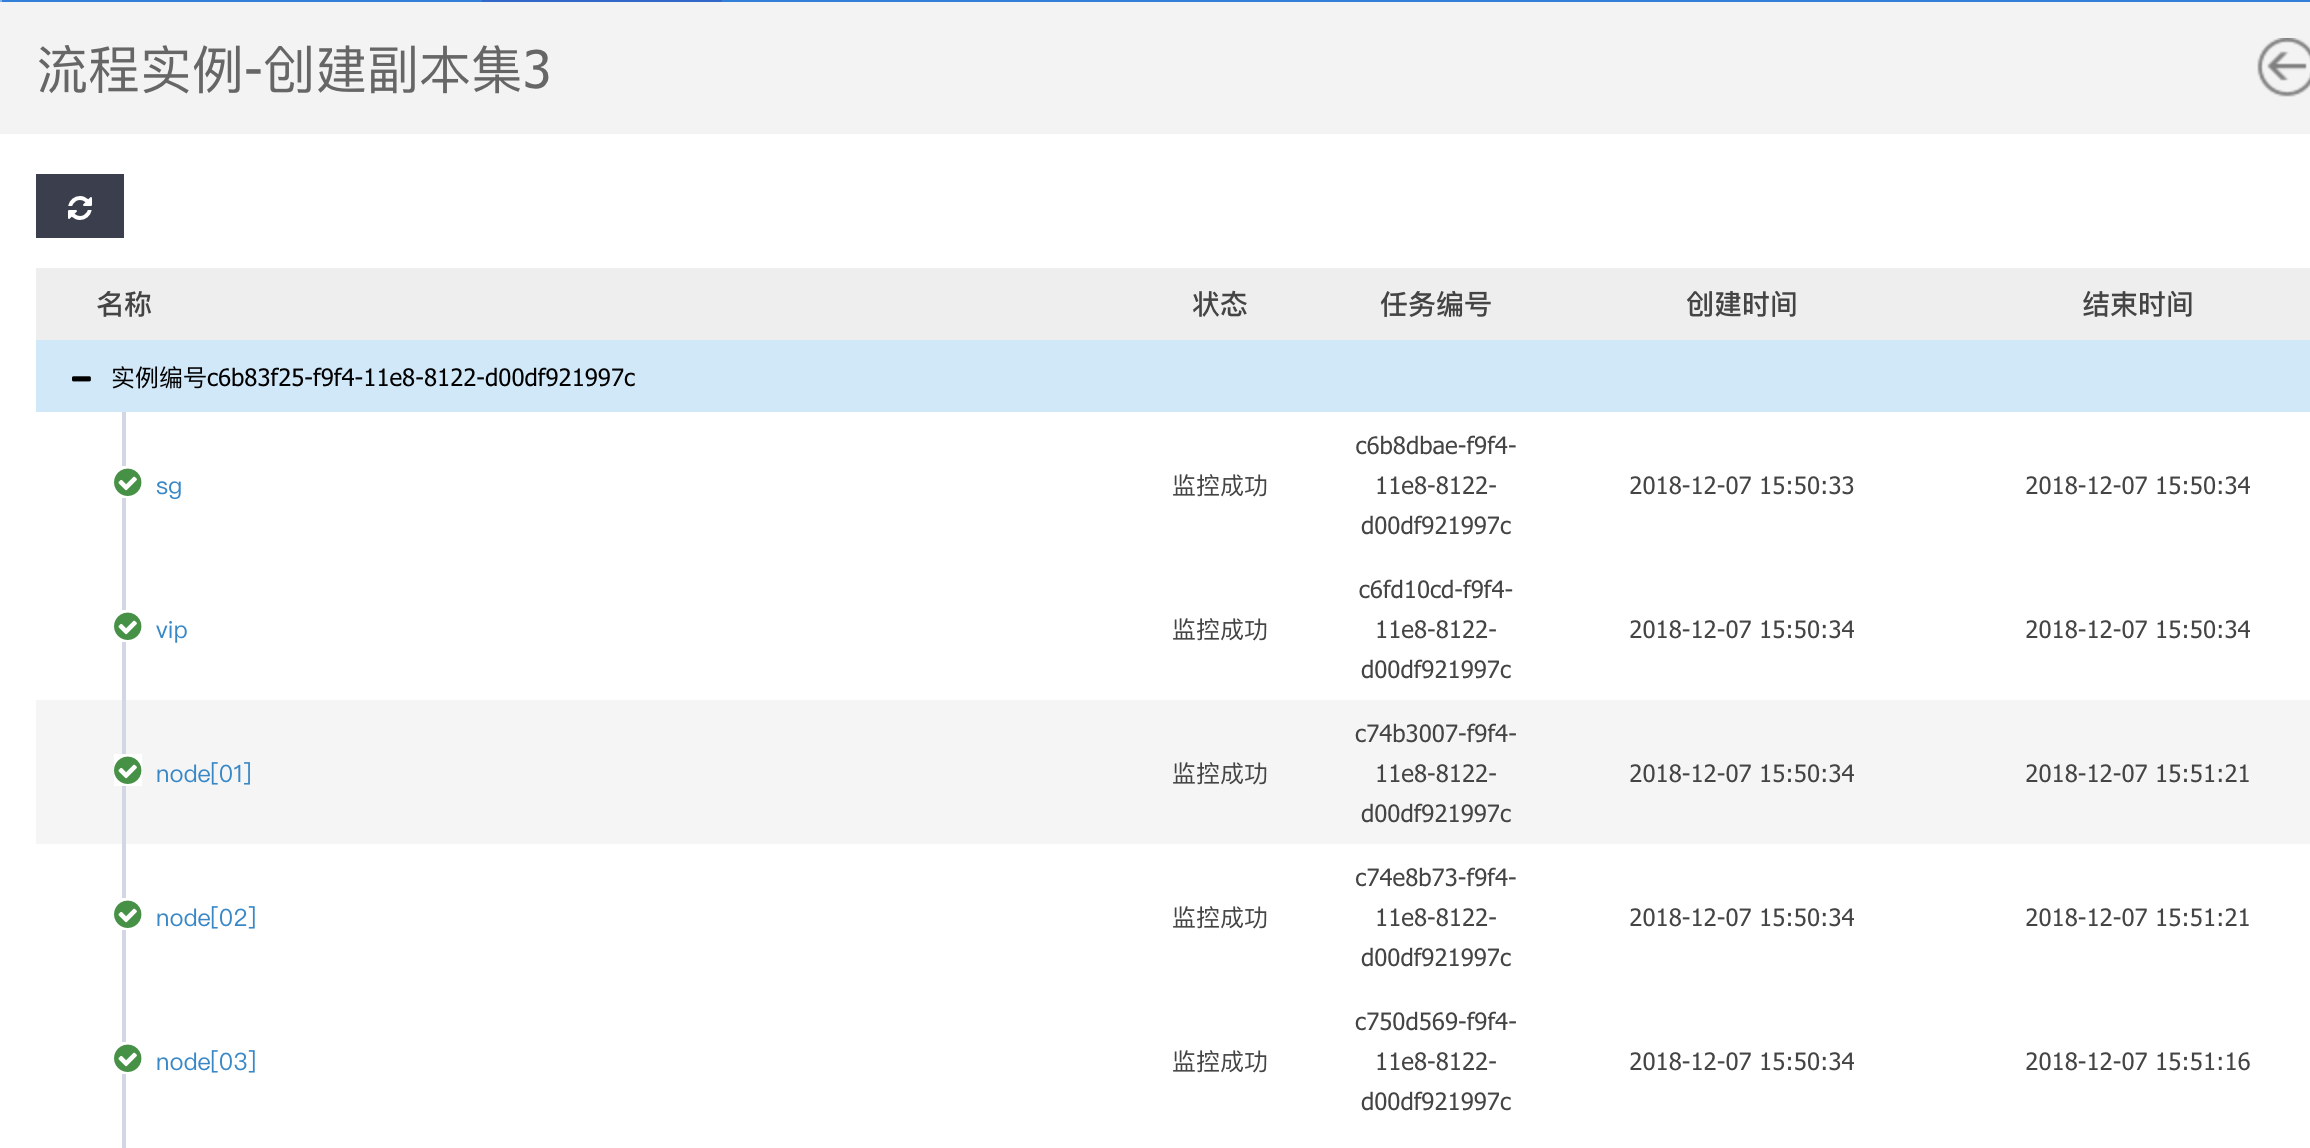 流程实例-创建副本集3
名称 状态 任务编号 创建时间 结束时间
实例编号c6b83f25-f9f4-11e8-8122-d00df921997c
c6b8dbae-f9f4-
sg 监控成功 11e8-8122- 2018-12-07 15:50:33 2018-12-07 15:50:34
d00df921997c
c6fd10cd-f9f4-
vip 监控成功 11e8-8122- 2018-12-07 15:50:34 2018-12-07 15:50:34
d00df921997c
c74b3007-f9f4-
node[01] 监控成功 11e8-8122- 2018-12-07 15:50:34 2018-12-07 15:51:21
d00df921997c
c74e8b73-f9f4-
node[02] 监控成功 11e8-8122- 2018-12-07 15:50:34 2018-12-07 15:51:21
d00df921997c
c750d569-f9f4-
node[03] 监控成功 11e8-8122- 2018-12-07 15:50:34 2018-12-07 15:51:16
d00df921997c